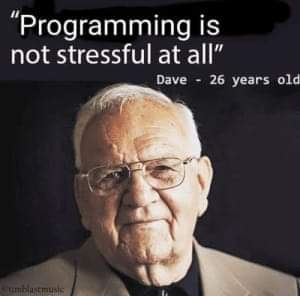 “Programming is
not stressful at all”
Dave - 26 years old
©timblastmusic